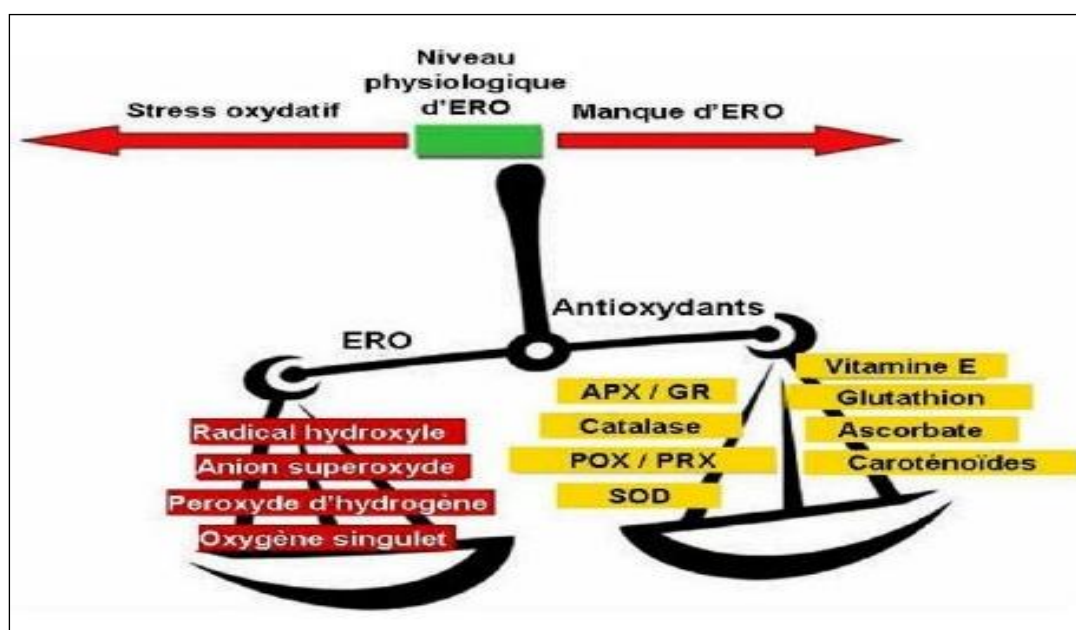 Niveau
physiologique
d'ERO
Stress oxydatif
Manque d'ERO
Antioxydants
ERO
Radical hydroxyle
Anion superoxyde
Peroxyde d'hydrogène
Oxygène singulet
APX / GR
Catalase
POX / PRX
SOD
Vitamine E
Glutathion
Ascorbate
Caroténoïdes